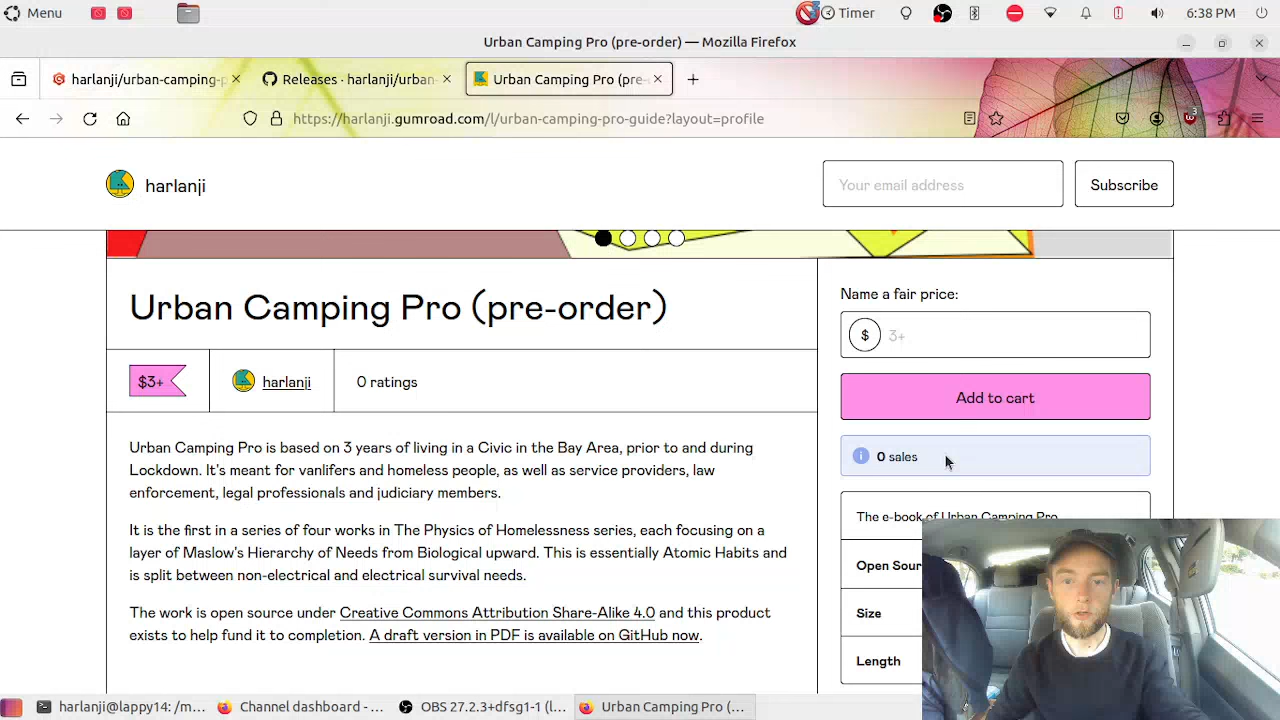 Menu
Timer
6:38 PM
Urban Camping Pro (pre-order) — Mozilla Firefox
harlanji/urban-camping-p
Releases · harlanji/urban-
Urban Camping Pro (pre-
https://harlanji.gumroad.com/l/urban-camping-pro-guide?layout=profile
3
harlanji
Your email address
Subscribe
Urban Camping Pro (pre-order)
Name a fair price:
$ 3+
$3+
harlanji
0 ratings
Add to cart
i 0 sales
Urban Camping Pro is based on 3 years of living in a Civic in the Bay Area, prior to and during
Lockdown. It's meant for vanlifers and homeless people, as well as service providers, law
enforcement, legal professionals and judiciary members.
It is the first in a series of four works in The Physics of Homelessness series, each focusing on a
layer of Maslow's Hierarchy of Needs from Biological upward. This is essentially Atomic Habits and
is split between non-electrical and electrical survival needs.
The work is open source under Creative Commons Attribution Share-Alike 4.0 and this product
exists to help fund it to completion. A draft version in PDF is available on GitHub now.
The e-book of Urban Camping Pro
Open Sour
Size
Length
harlanji@lappy14: /m...
Channel dashboard - ...
OBS 27.2.3+dfsg1-1 (l...
Urban Camping Pro (...